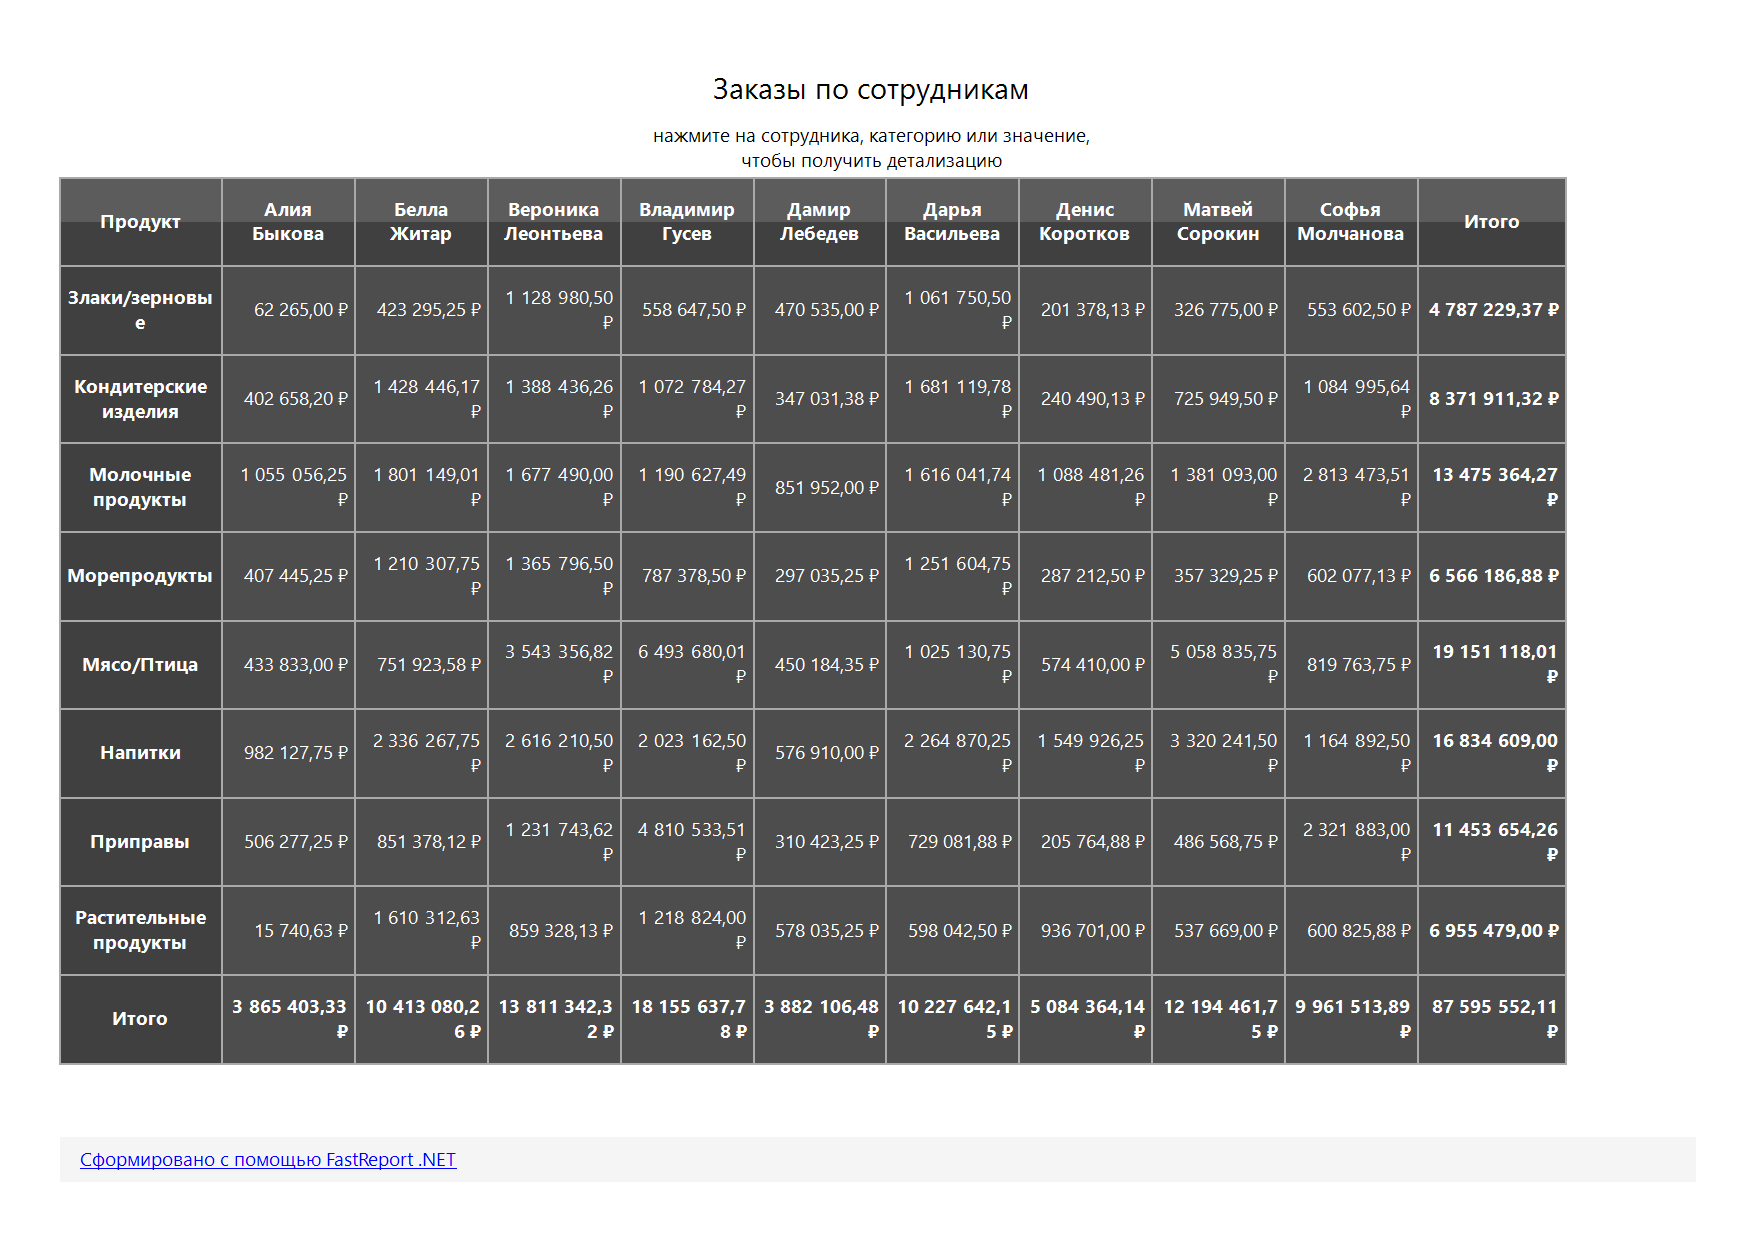 Заказы по сотрудникам
нажмите на сотрудника, категорию или значение,
чтобы получить детализацию
Продукт Алия Быкова Белла Житар Вероника Леонтьева Владимир Гусев Дамир Лебедев Дарья Васильева Денис Коротков Матвей Сорокин Софья Молчанова Итого
Злаки/зерновые 62 265,00 ₽ 423 295,25 ₽ 1 128 980,50 ₽ 558 647,50 ₽ 470 535,00 ₽ 1 061 750,50 ₽ 201 378,13 ₽ 326 775,00 ₽ 553 602,50 ₽ 4 787 229,37 ₽
Кондитерские изделия 402 658,20 ₽ 1 428 446,17 ₽ 1 388 436,26 ₽ 1 072 784,27 ₽ 347 031,38 ₽ 1 681 119,78 ₽ 240 490,13 ₽ 725 949,50 ₽ 1 084 995,64 ₽ 8 371 911,32 ₽
Молочные продукты 1 055 056,25 ₽ 1 801 149,01 ₽ 1 677 490,00 ₽ 1 190 627,49 ₽ 851 952,00 ₽ 1 616 041,74 ₽ 1 088 481,26 ₽ 1 381 093,00 ₽ 2 813 473,51 ₽ 13 475 364,27 ₽
Морепродукты 407 445,25 ₽ 1 210 307,75 ₽ 1 365 796,50 ₽ 787 378,50 ₽ 297 035,25 ₽ 1 251 604,75 ₽ 287 212,50 ₽ 357 329,25 ₽ 602 077,13 ₽ 6 566 186,88 ₽
Мясо/Птица 433 833,00 ₽ 751 923,58 ₽ 3 543 356,82 ₽ 6 493 680,01 ₽ 450 184,35 ₽ 1 025 130,75 ₽ 574 410,00 ₽ 5 058 835,75 ₽ 819 763,75 ₽ 19 151 118,01 ₽
Напитки 982 127,75 ₽ 2 336 267,75 ₽ 2 616 210,50 ₽ 2 023 162,50 ₽ 576 910,00 ₽ 2 264 870,25 ₽ 1 549 926,25 ₽ 3 320 241,50 ₽ 1 164 892,50 ₽ 16 834 609,00 ₽
Приправы 506 277,25 ₽ 851 378,12 ₽ 1 231 743,62 ₽ 4 810 533,51 ₽ 310 423,25 ₽ 729 081,88 ₽ 205 764,88 ₽ 486 568,75 ₽ 2 321 883,00 ₽ 11 453 654,26 ₽
Растительные продукты 15 740,63 ₽ 1 610 312,63 ₽ 859 328,13 ₽ 1 218 824,00 ₽ 578 035,25 ₽ 598 042,50 ₽ 936 701,00 ₽ 537 669,00 ₽ 600 825,88 ₽ 6 955 479,00 ₽
Итого 3 865 403,33 ₽ 10 413 080,26 ₽ 13 811 342,32 ₽ 18 155 637,78 ₽ 3 882 106,48 ₽ 10 227 642,15 ₽ 5 084 364,14 ₽ 12 194 461,75 ₽ 9 961 513,89 ₽ 87 595 552,11 ₽
Сформировано с помощью FastReport .NET